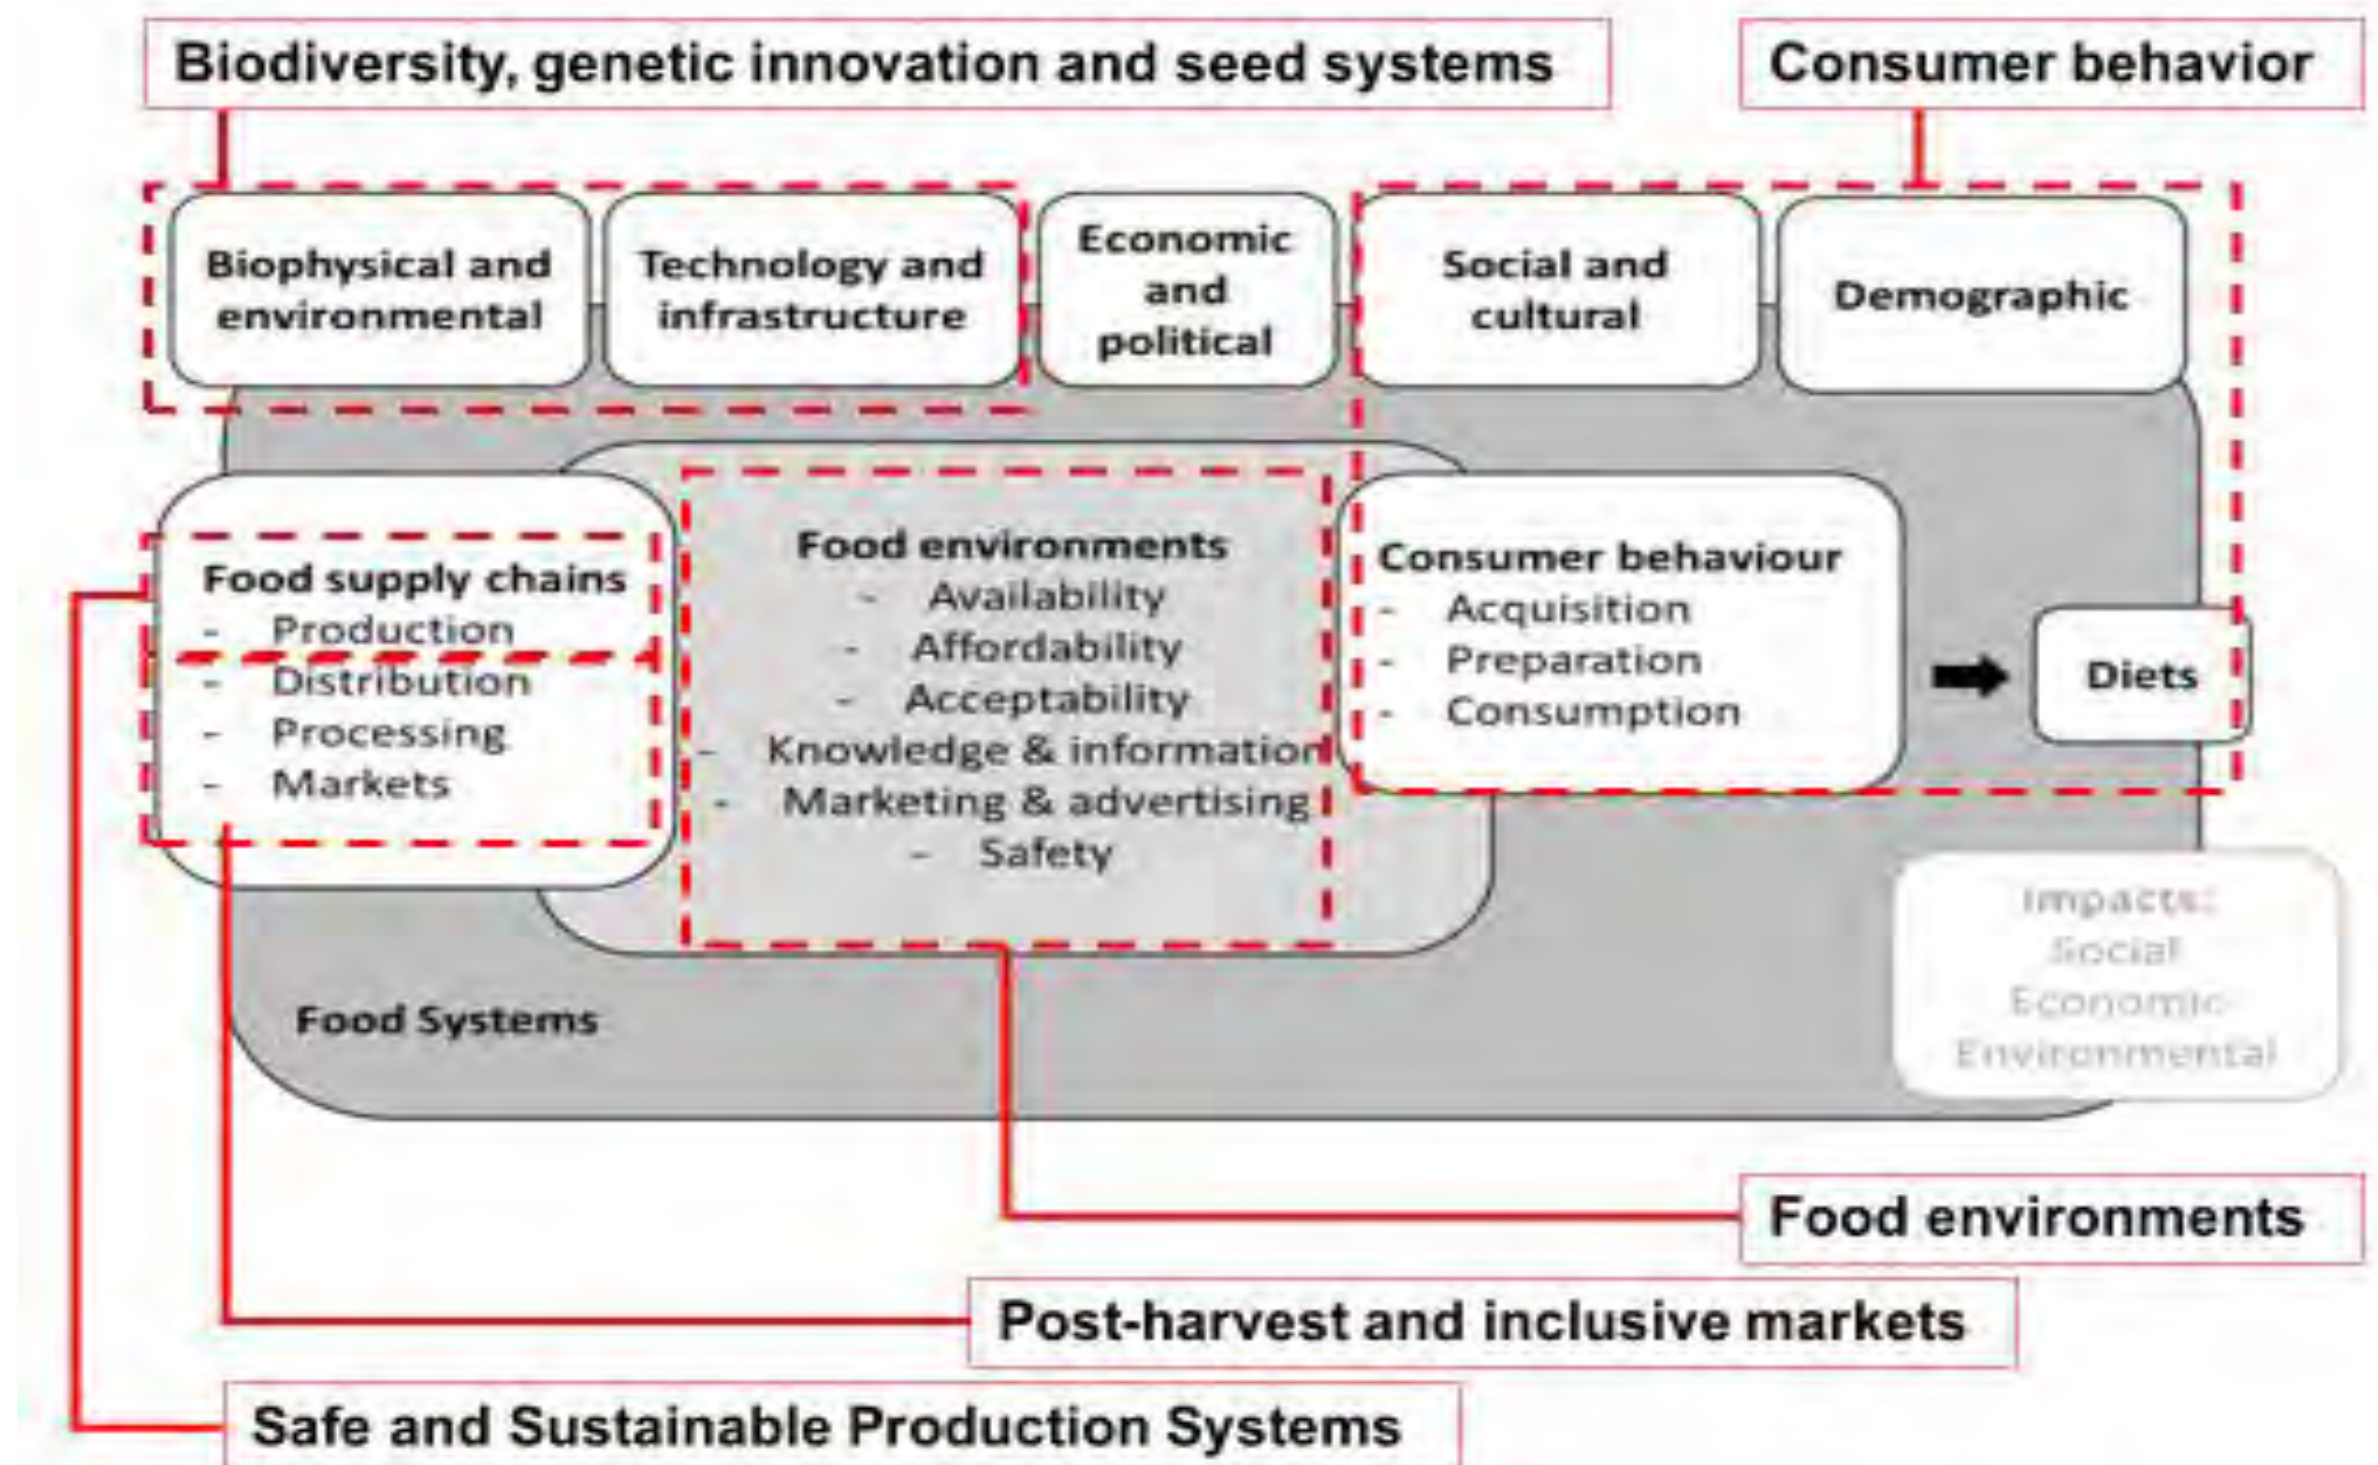 Biodiversity, genetic innovation and seed systems
Consumer behavior
Biophysical and
environmental
Technology and
infrastructure
Economic
and
political
Social and
cultural
Demographic
Food supply chains
- Production
- Distribution
- Processing
- Markets
Food environments
- Availability
- Affordability
- Acceptability
- Knowledge & information
- Marketing & advertising
- Safety
Consumer behaviour
- Acquisition
- Preparation
- Consumption
Diets
Impacts:
Social
Economic
Environmental
Food Systems
Food environments
Post-harvest and inclusive markets
Safe and Sustainable Production Systems